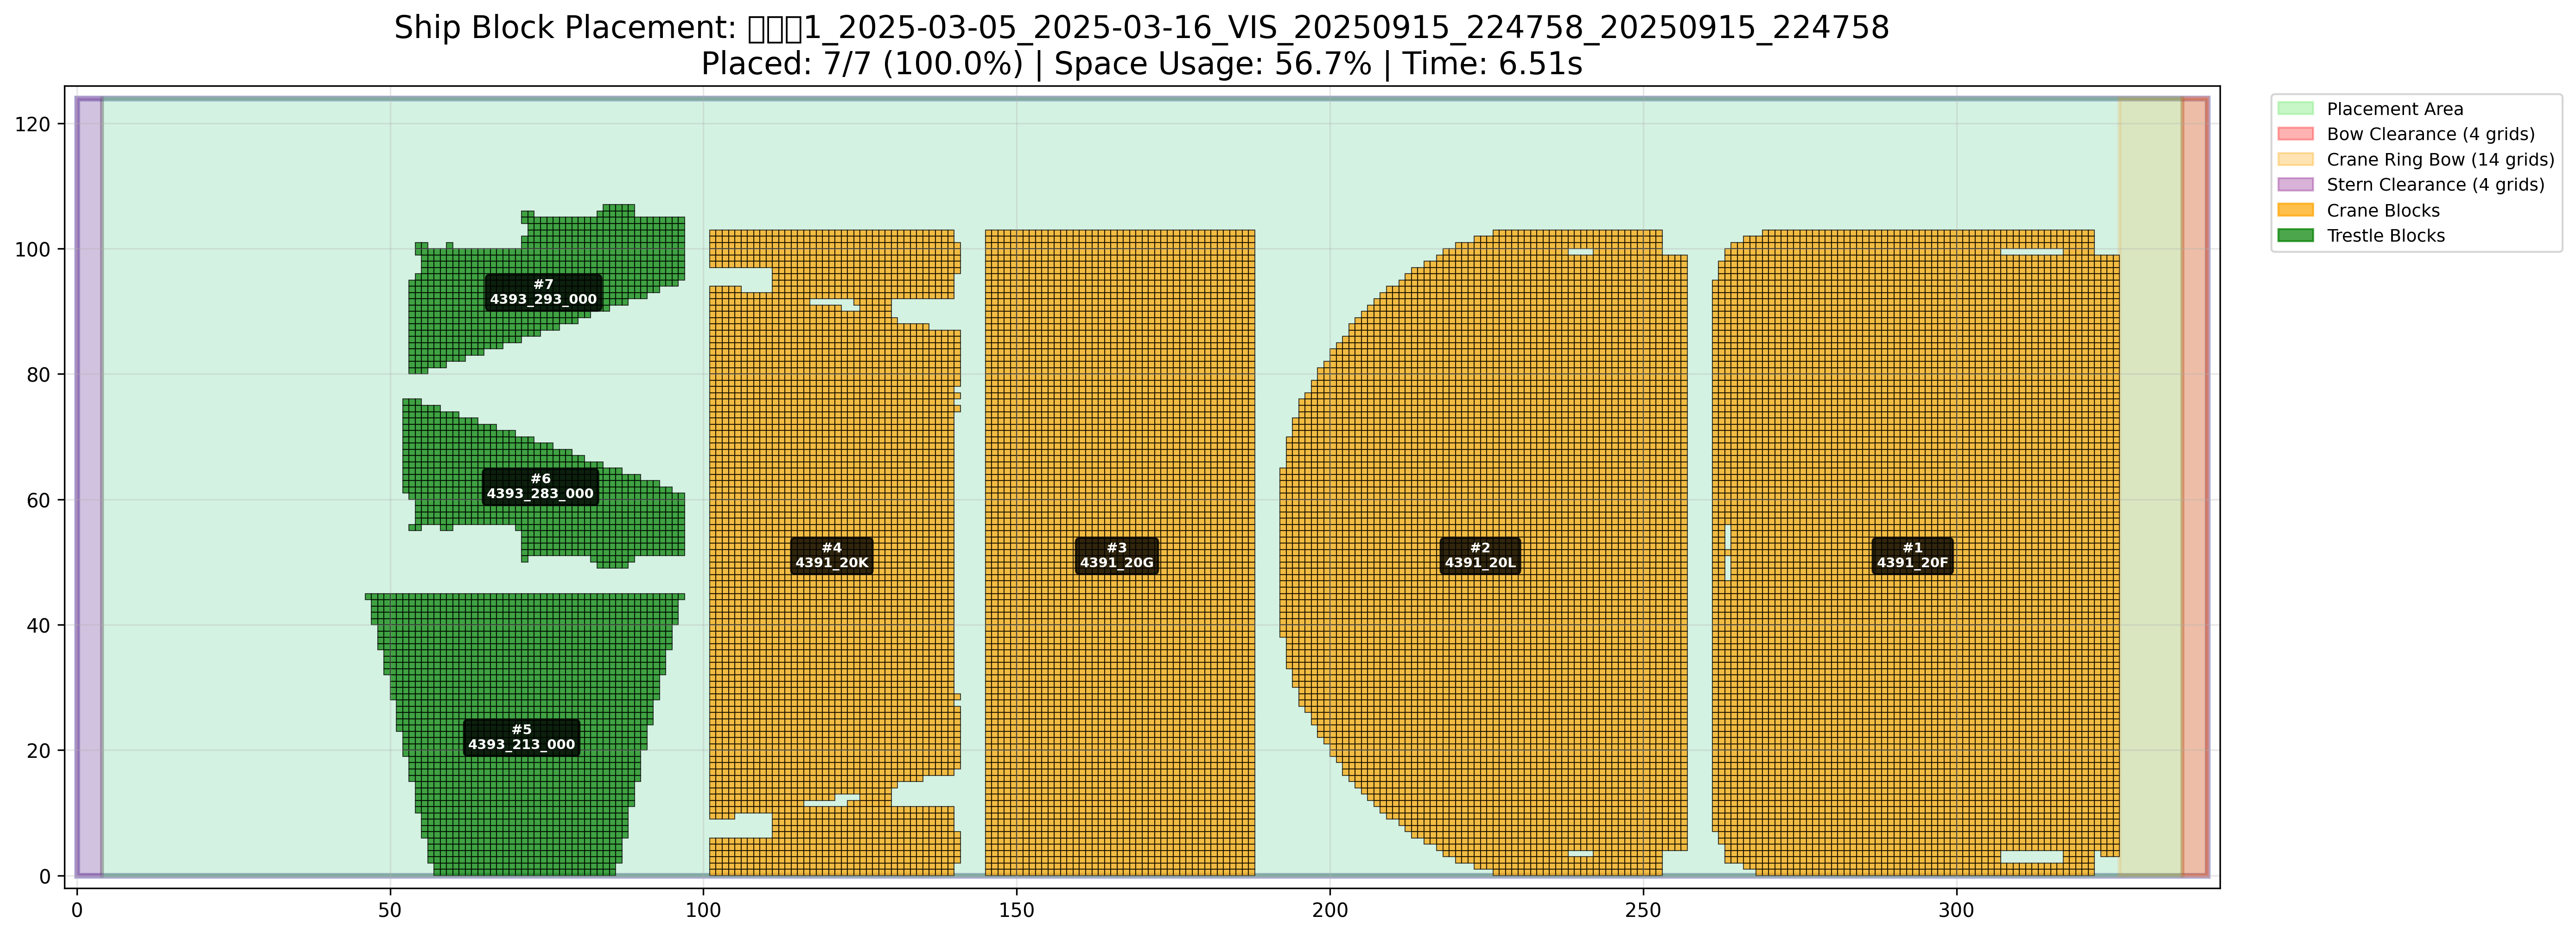 Ship Block Placement: □□□1_2025-03-05_2025-03-16_VIS_20250915_224758_20250915_224758
Placed: 7/7 (100.0%) | Space Usage: 56.7% | Time: 6.51s
Placement Area
Bow Clearance (4 grids)
Crane Ring Bow (14 grids)
Stern Clearance (4 grids)
Crane Blocks
Trestle Blocks
120
100
80
60
40
20
0
#7
4393_293_000
#6
4393_283_000
#5
4393_213_000
#4
4391_20K
#3
4391_20G
#2
4391_20L
#1
4391_20F
0
50
100
150
200
250
300